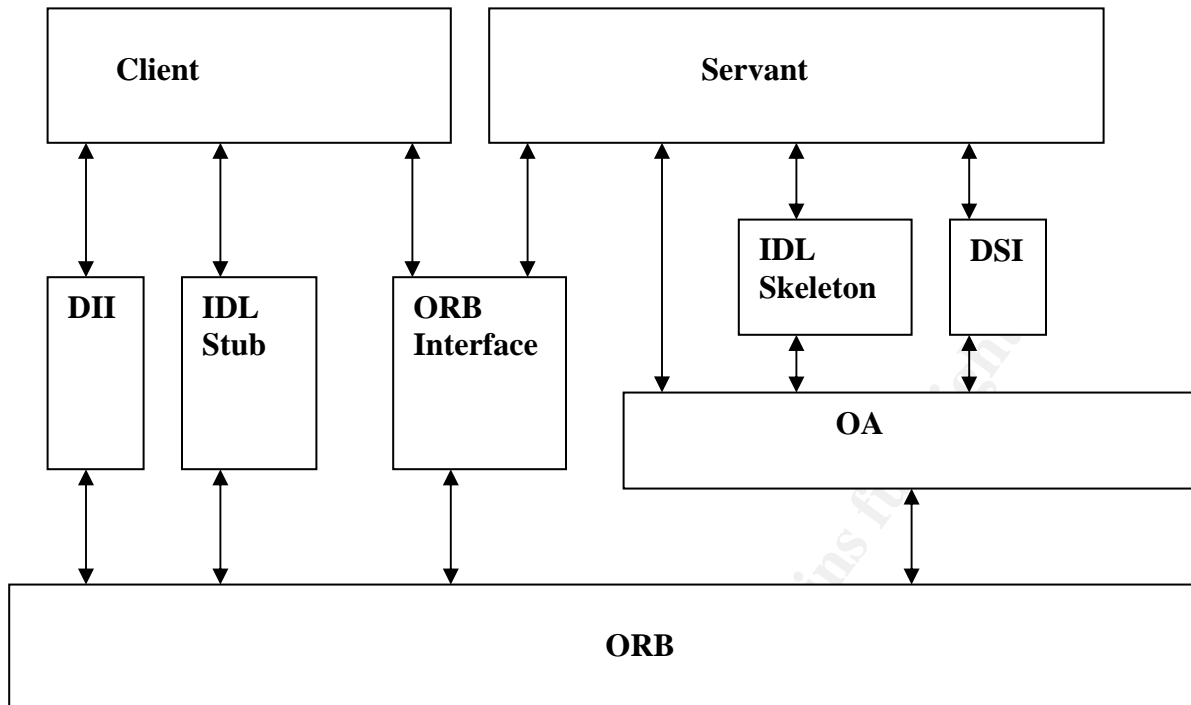 Client
Servant
DII
IDL
Stub
ORB
Interface
IDL
Skeleton
DSI
OA
ORB